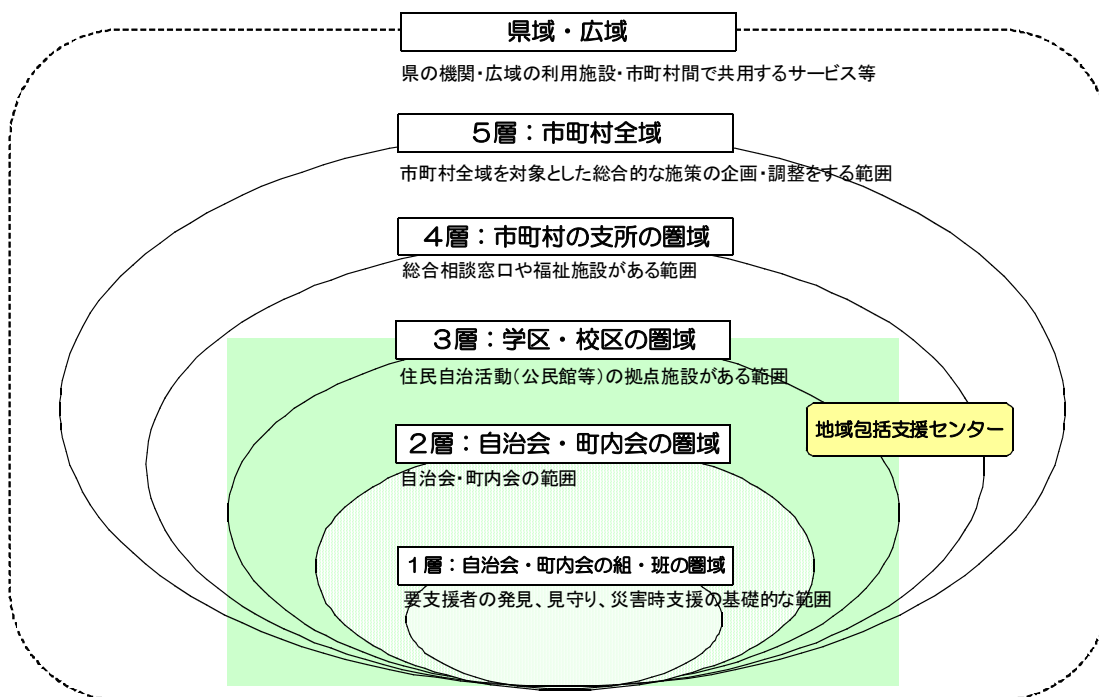 県域・広域
県の機関・広域の利用施設・市町村間で共用するサービス等
5層：市町村全域
市町村全域を対象とした総合的な施策の企画・調整をする範囲
4層：市町村の支所の圏域
総合相談窓口や福祉施設がある範囲
3層：学区・校区の圏域
住民自治活動（公民館等）の拠点施設がある範囲
地域包括支援センター
2層：自治会・町内会の圏域
自治会・町内会の範囲
1層：自治会・町内会の組・班の圏域
要支援者の発見、見守り、災害時支援の基礎的な範囲